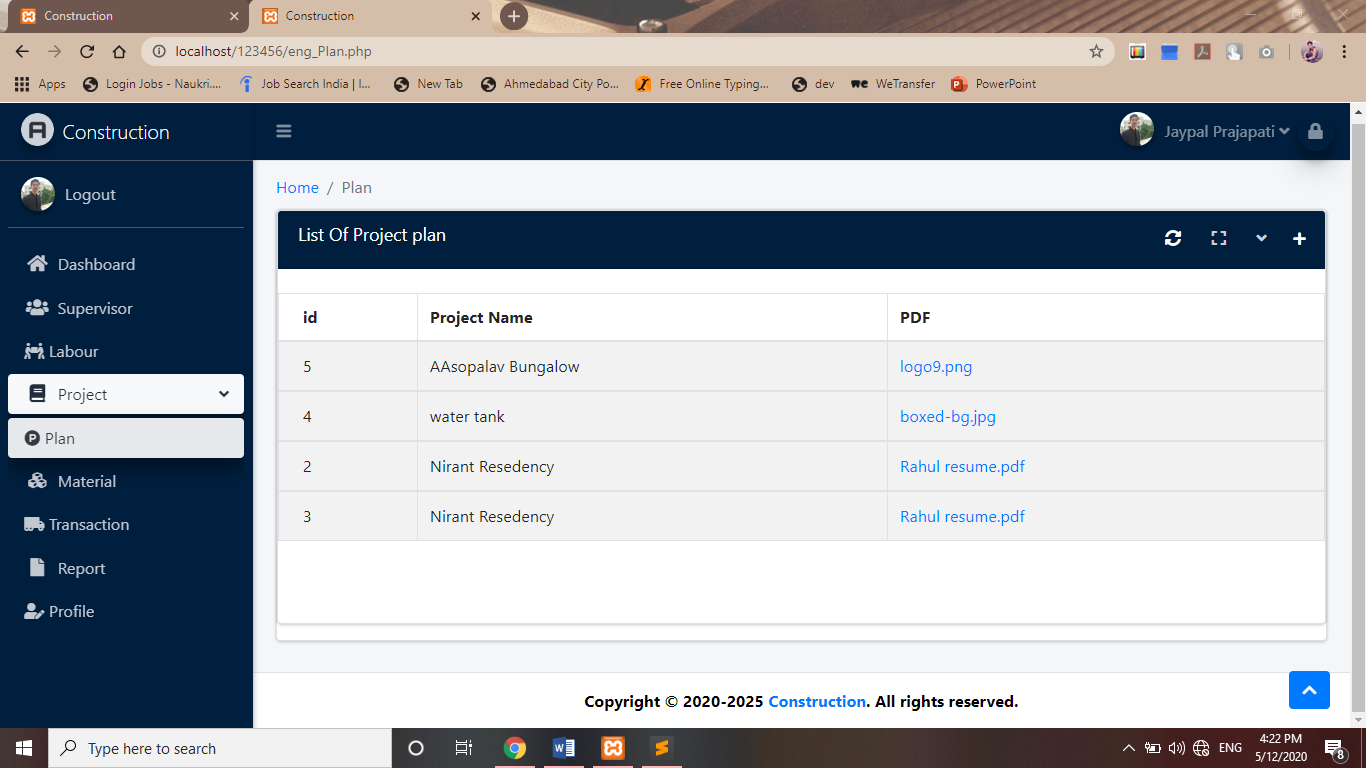 Construction
Construction
localhost/123456/eng_Plan.php
Apps
Login Jobs - Naukri....
Job Search India | I...
New Tab
Ahmedabad City Po...
Free Online Typing...
dev
we WeTransfer
PowerPoint
A Construction
Jaypal Prajapati
Logout
Home / Plan
List Of Project plan
Dashboard
Supervisor
Labour
Project
P Plan
Material
Transaction
Report
Profile
id Project Name PDF
5 AAsopalav Bungalow logo9.png
4 water tank boxed-bg.jpg
2 Nirant Resedency Rahul resume.pdf
3 Nirant Resedency Rahul resume.pdf
Copyright © 2020-2025 Construction. All rights reserved.
Type here to search
ENG
4:22 PM
5/12/2020
8